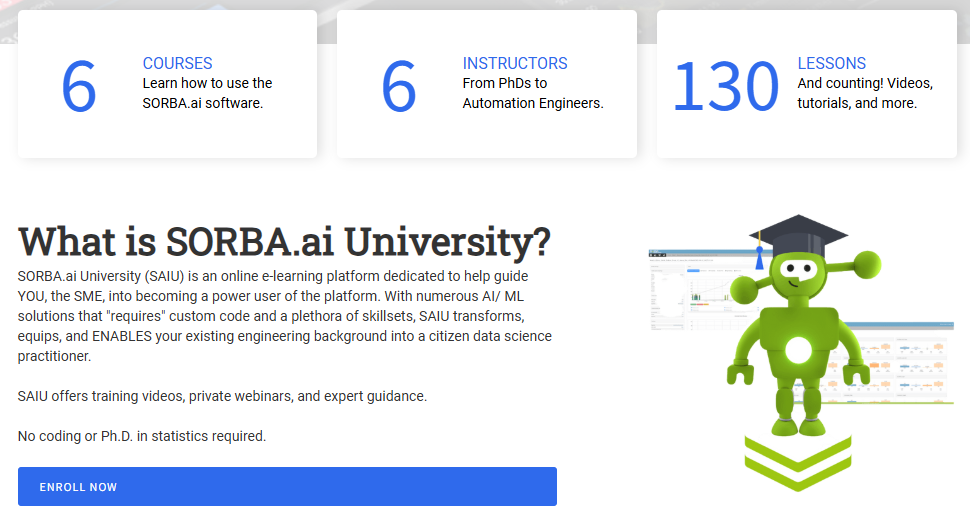 6
COURSES
Learn how to use the
SORBA.ai software.
6
INSTRUCTORS
From PhDs to
Automation Engineers.
130
LESSONS
And counting! Videos,
tutorials, and more.
What is SORBA.ai University?
SORBA.ai University (SAIU) is an online e-learning platform dedicated to help guide
YOU, the SME, into becoming a power user of the platform. With numerous AI/ ML
solutions that "requires" custom code and a plethora of skillsets, SAIU transforms,
equips, and ENABLES your existing engineering background into a citizen data science
practitioner.
SAIU offers training videos, private webinars, and expert guidance.
No coding or Ph.D. in statistics required.
ENROLL NOW